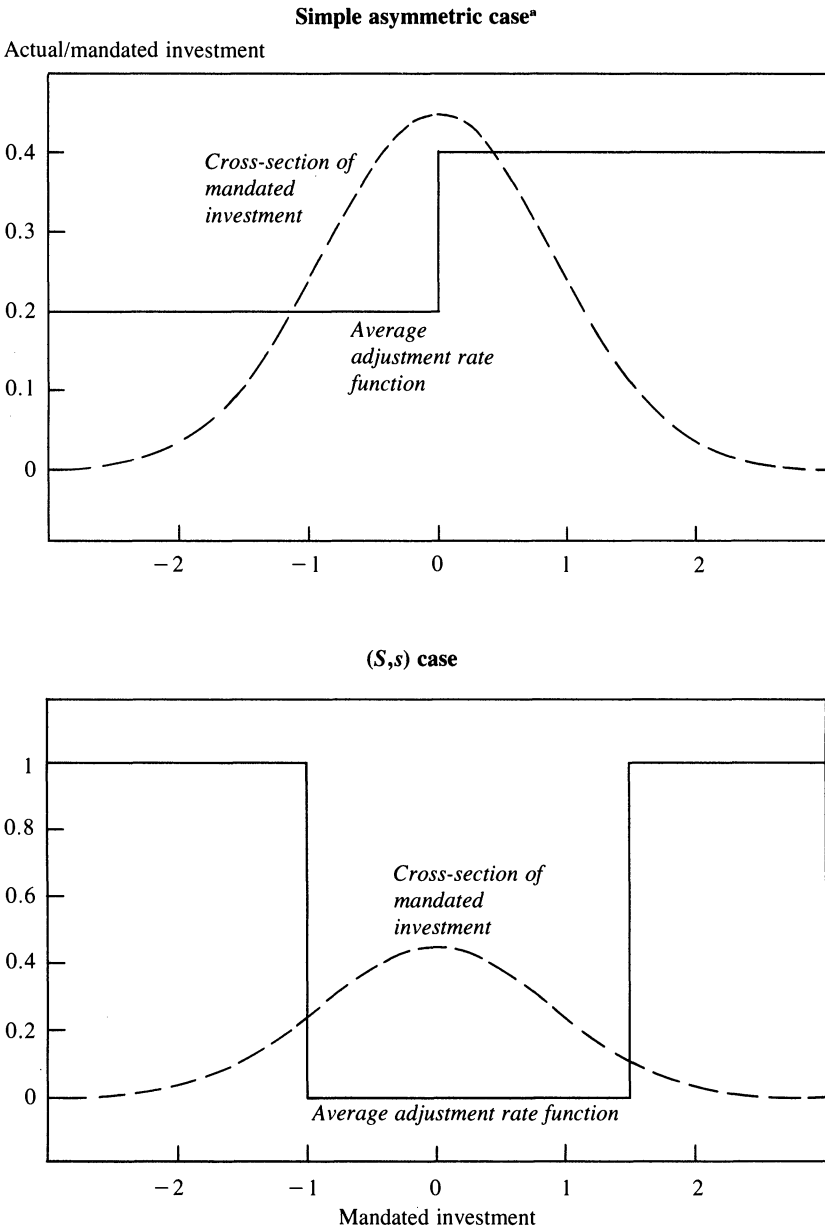 Simple asymmetric caseᵃ
Actual/mandated investment
0.4
0.3
0.2
0.1
0
Cross-section of
mandated
investment
Average
adjustment rate
function
−2
−1
0
1
2
(S,s) case
1
0.8
0.6
0.4
0.2
0
Cross-section of
mandated
investment
Average adjustment rate function
−2
−1
0
1
2
Mandated investment